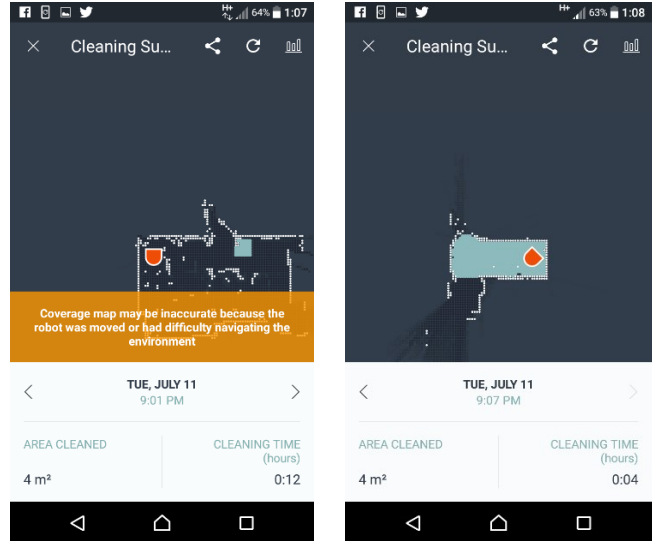 H+ 64% 1:07
Cleaning Su...
Coverage map may be inaccurate because the
robot was moved or had difficulty navigating the
environment
TUE, JULY 11
9:01 PM
AREA CLEANED
CLEANING TIME
(hours)
4 m²
0:12
H+ 63% 1:08
Cleaning Su...
TUE, JULY 11
9:07 PM
AREA CLEANED
CLEANING TIME
(hours)
4 m²
0:04